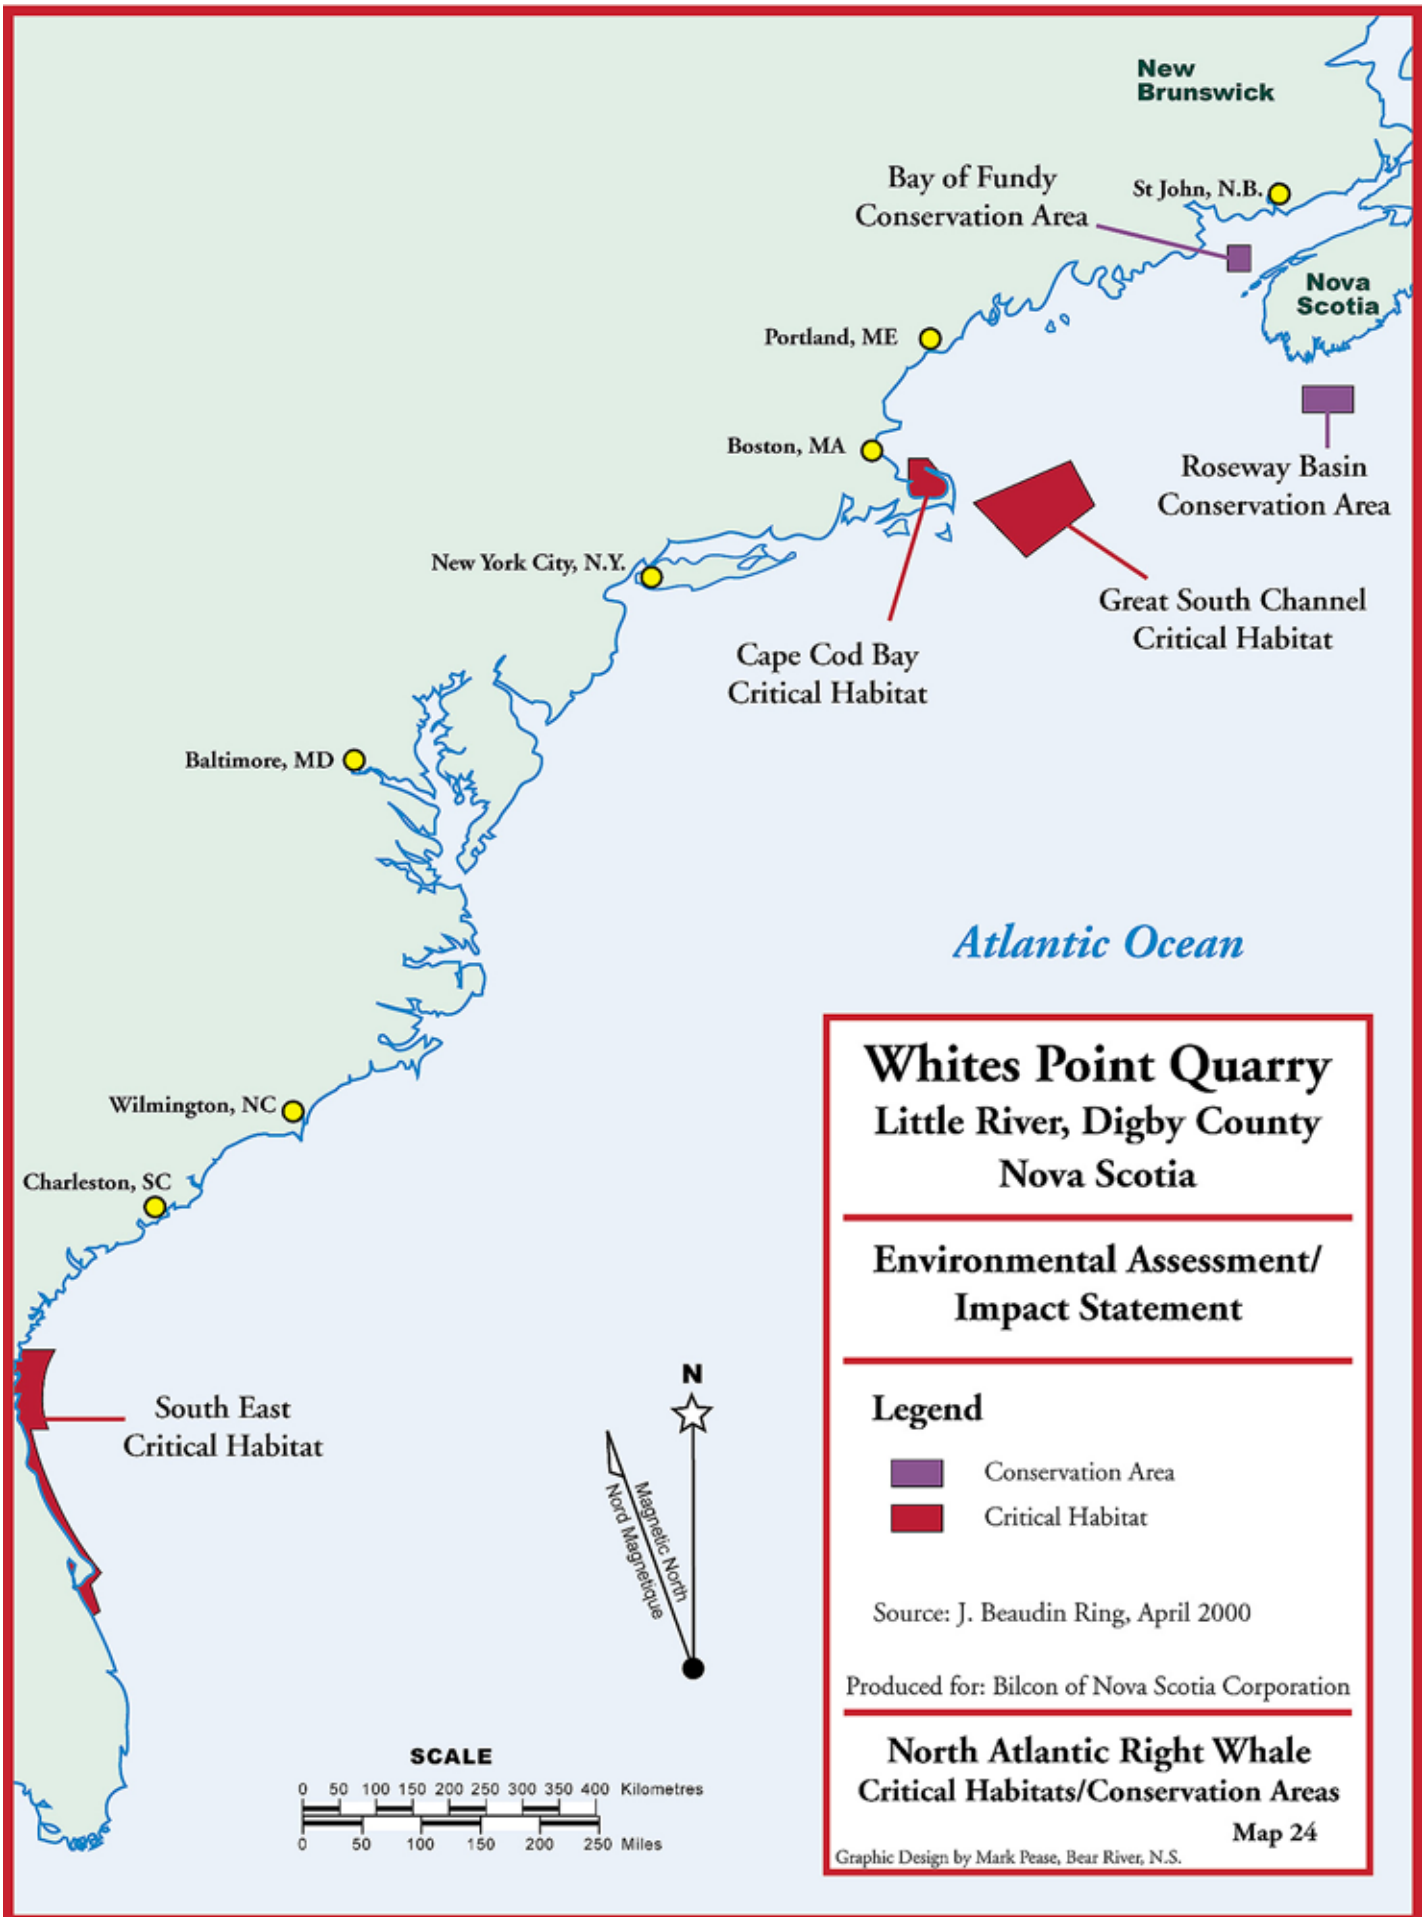 New
Brunswick
Bay of Fundy
Conservation Area
St John, N.B.
Nova
Scotia
Portland, ME
Boston, MA
Roseway Basin
Conservation Area
New York City, N.Y.
Great South Channel
Critical Habitat
Cape Cod Bay
Critical Habitat
Baltimore, MD
Atlantic Ocean
Wilmington, NC
Charleston, SC
South East
Critical Habitat
N
Magnetic North
Nord Magnetique
SCALE
0 50 100 150 200 250 300 350 400 Kilometres
0 50 100 150 200 250 Miles
Whites Point Quarry
Little River, Digby County
Nova Scotia
Environmental Assessment/
Impact Statement
Legend
Conservation Area
Critical Habitat
Source: J. Beaudin Ring, April 2000
Produced for: Bilcon of Nova Scotia Corporation
North Atlantic Right Whale
Critical Habitats/Conservation Areas
Map 24
Graphic Design by Mark Pease, Bear River, N.S.